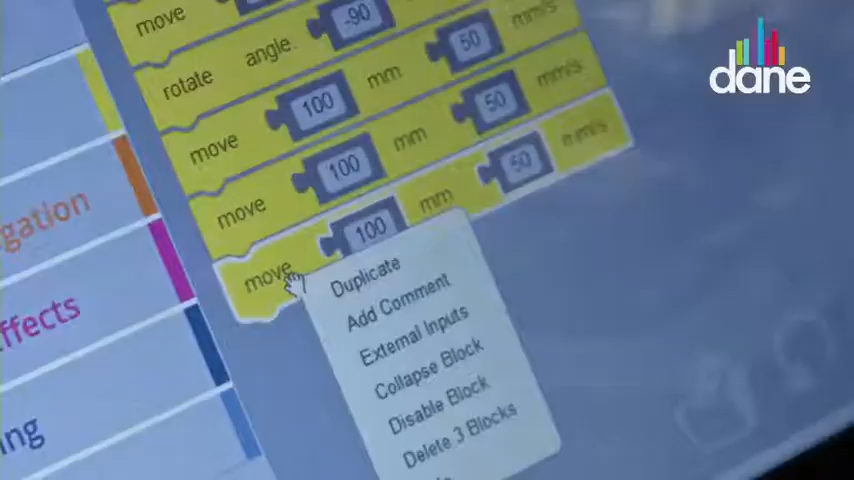 move
rotate angle: -90
move 100 mm 50 mm/s
move 100 mm 50 mm/s
move 100 mm 50 mm/s
Duplicate
Add Comment
External Inputs
Collapse Block
Disable Block
Delete 3 Blocks
gation
ffects
ing
dane